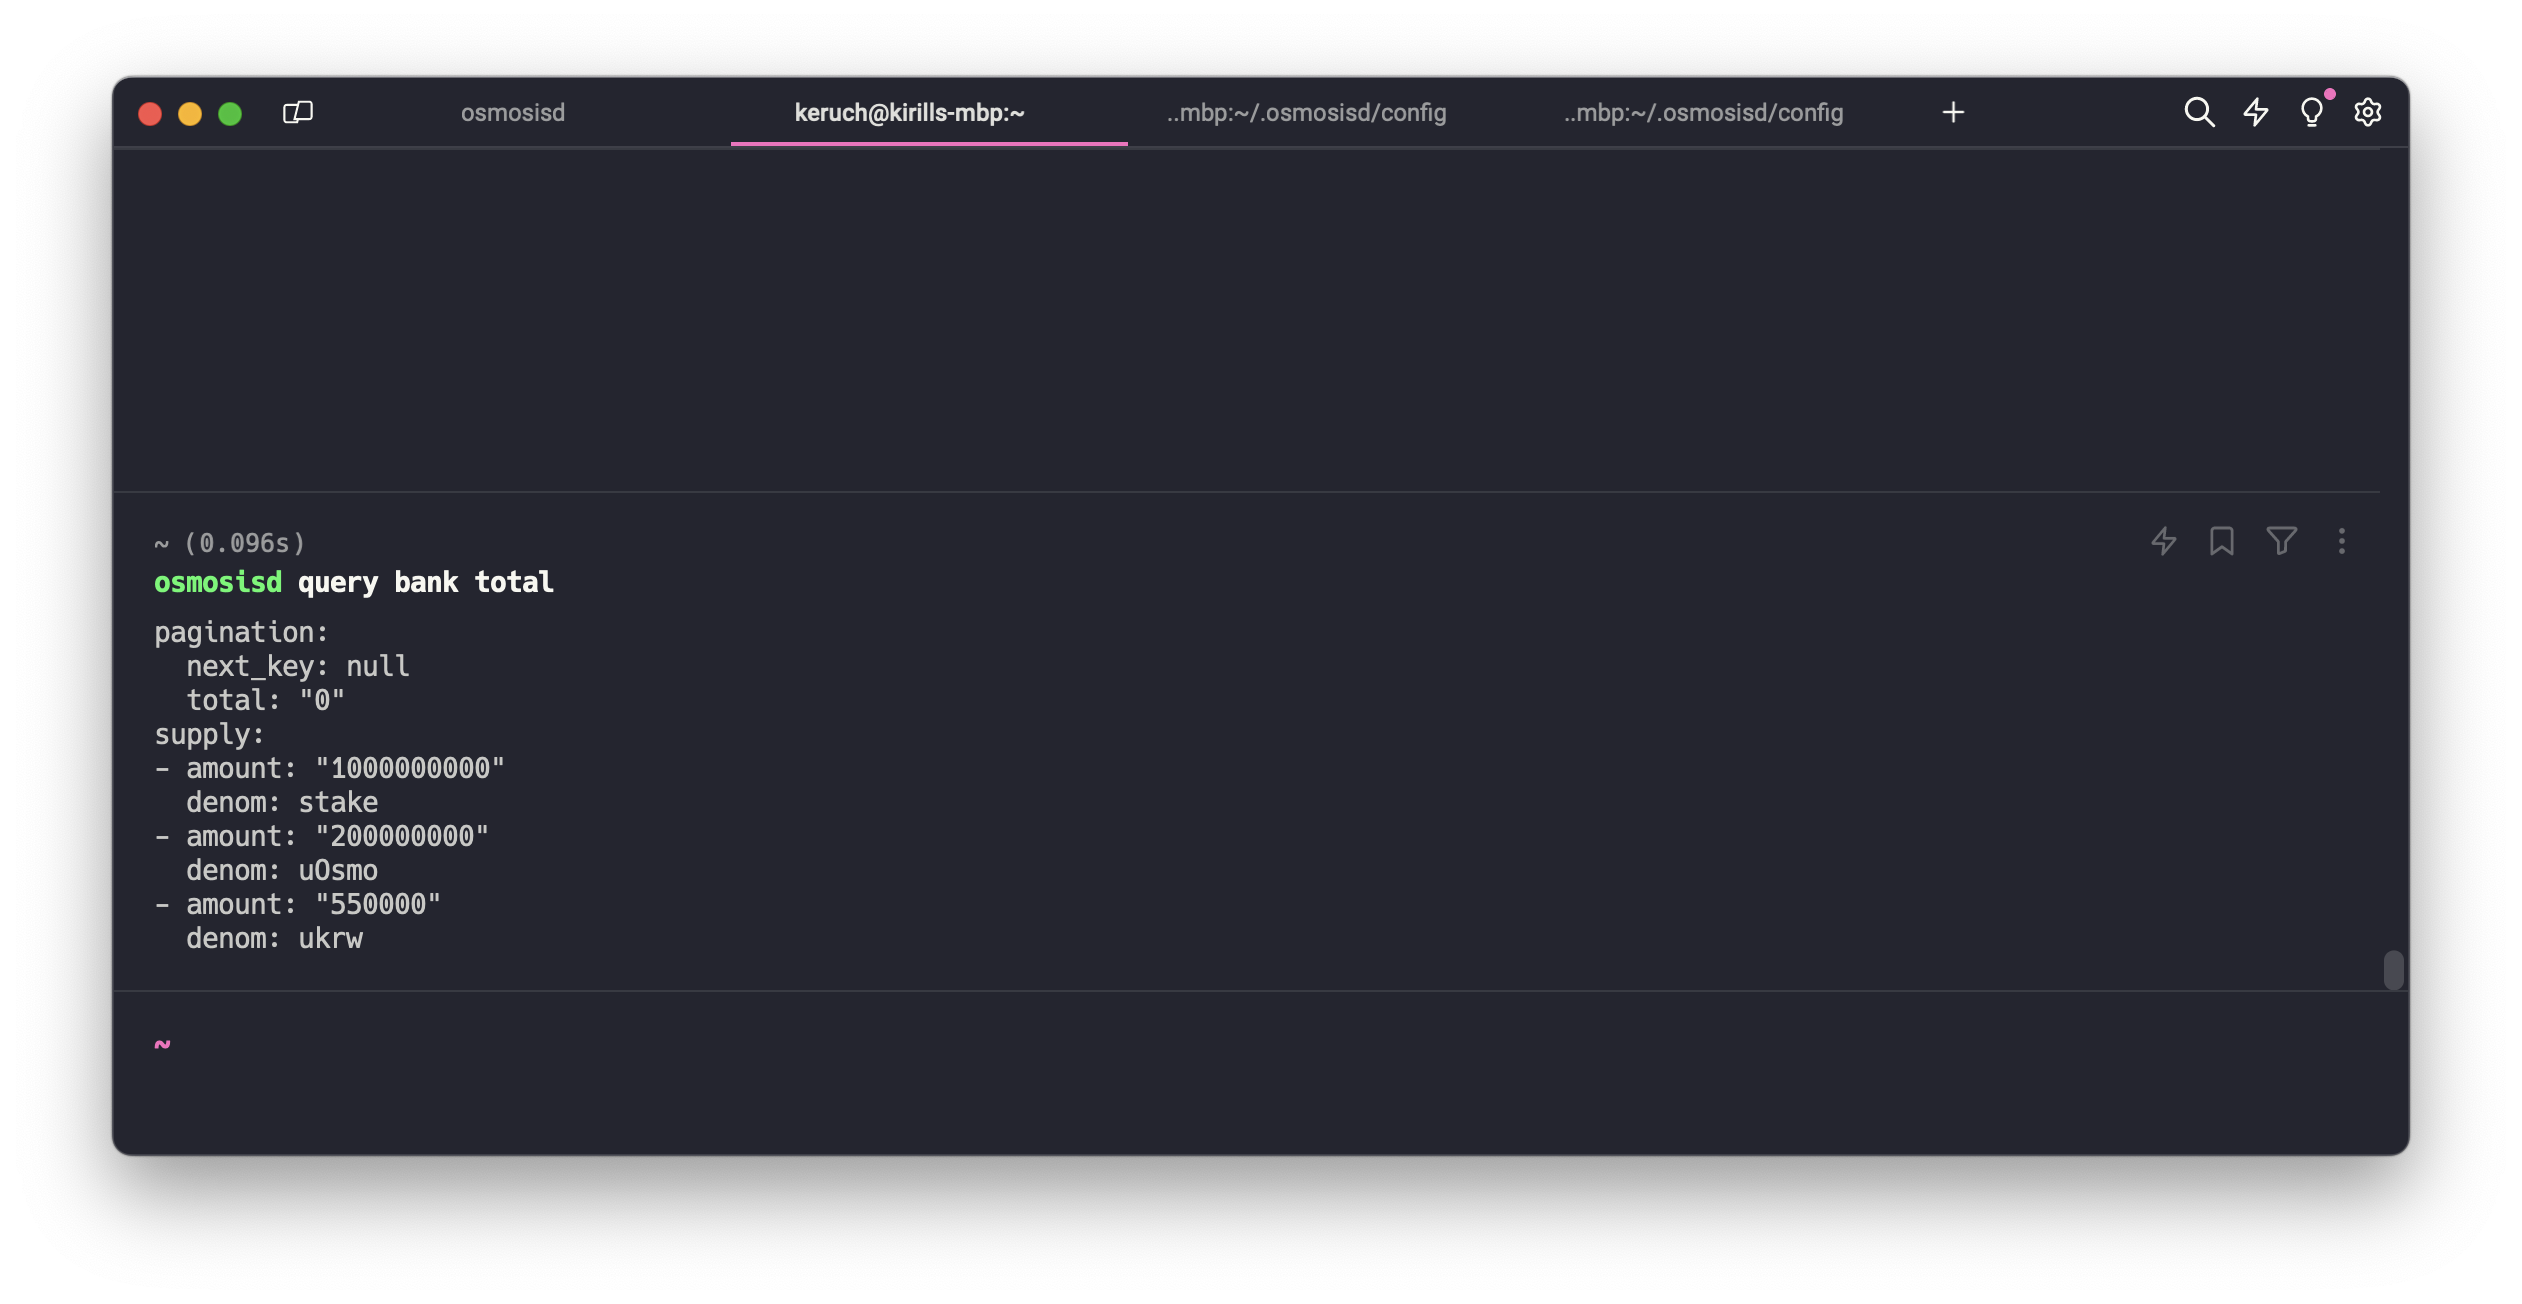 osmosisd
keruch@kirills-mbp:~
..mbp:~/.osmosisd/config
..mbp:~/.osmosisd/config
~ (0.096s)
osmosisd query bank total
pagination:
  next_key: null
  total: "0"
supply:
- amount: "1000000000"
  denom: stake
- amount: "200000000"
  denom: uOsmo
- amount: "550000"
  denom: ukrw
~